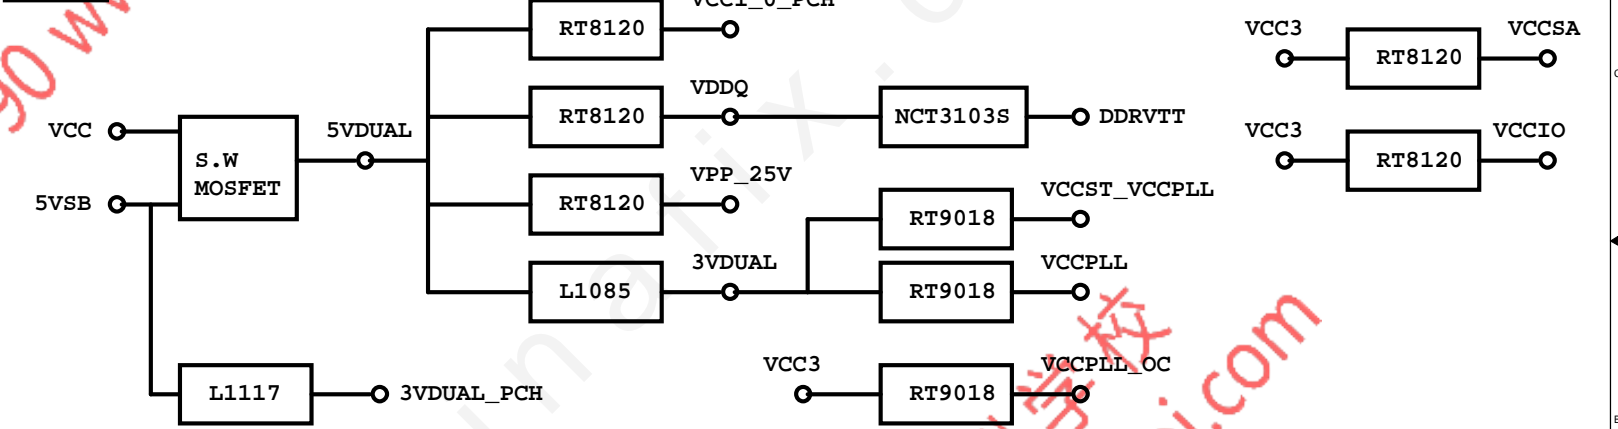 RT8120
VCC3
RT8120
VCCSA
VDDQ
RT8120
NCT3103S
DDRVTT
VCC
5VDUAL
VCC3
RT8120
VCCIO
S.W
MOSFET
VPP_25V
5VSB
RT8120
VCCST_VCCPLL
RT9018
3VDUAL
VCCPLL
L1085
RT9018
VCC3
VCCPLL_OC
L1117
3VDUAL_PCH
RT9018